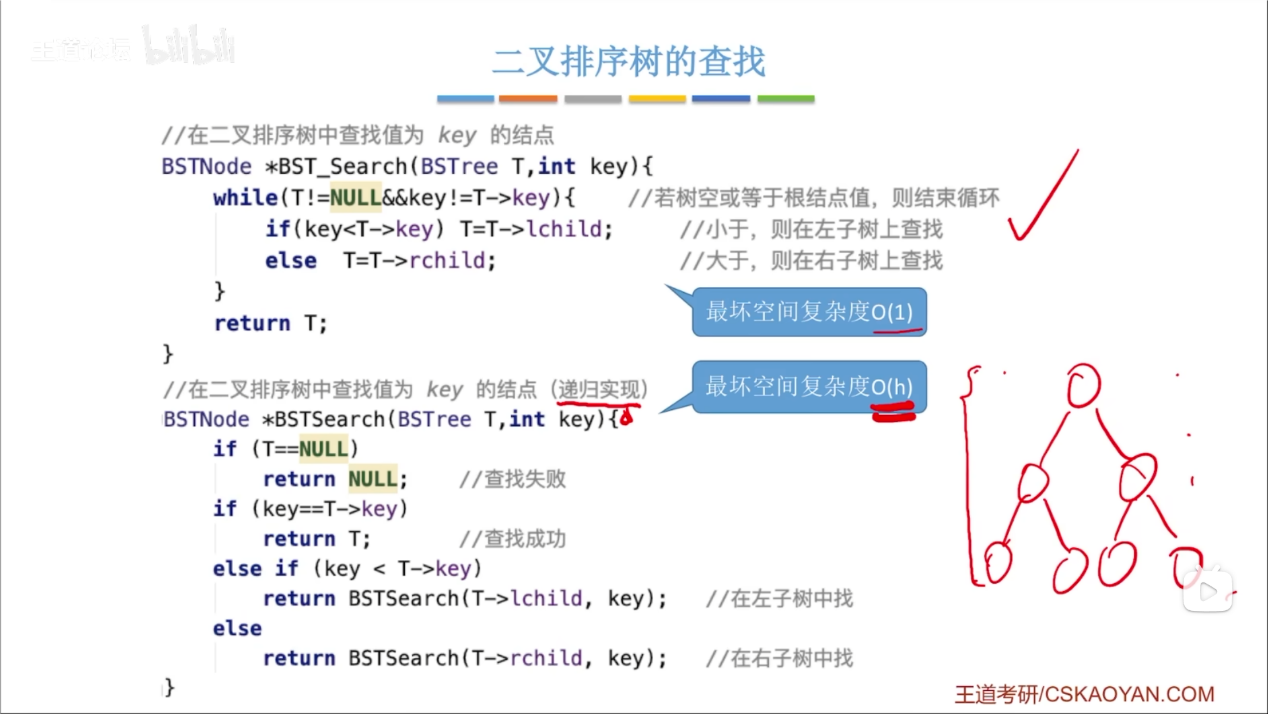 王道论坛 bilibili
二叉排序树的查找
//在二叉排序树中查找值为 key 的结点
BSTNode *BST_Search(BSTree T,int key){
while(T!=NULL&&key!=T->key){ //若树空或等于根结点值，则结束循环
if(key<T->key) T=T->lchild; //小于，则在左子树上查找
else T=T->rchild; //大于，则在右子树上查找
}
最坏空间复杂度O(1)
return T;
}
//在二叉排序树中查找值为 key 的结点（递归实现）
最坏空间复杂度O(h)
BSTNode *BSTSearch(BSTree T,int key){
if (T==NULL)
return NULL; //查找失败
if (key==T->key)
return T; //查找成功
else if (key < T->key)
return BSTSearch(T->lchild, key); //在左子树中找
else
return BSTSearch(T->rchild, key); //在右子树中找
}
王道考研/CSKAOYAN.COM